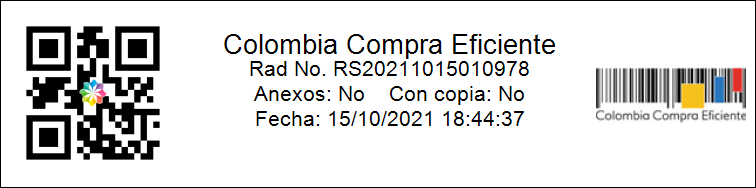 Colombia Compra Eficiente
Rad No. RS20211015010978
Anexos: No    Con copia: No
Fecha: 15/10/2021 18:44:37
Colombia Compra Eficiente